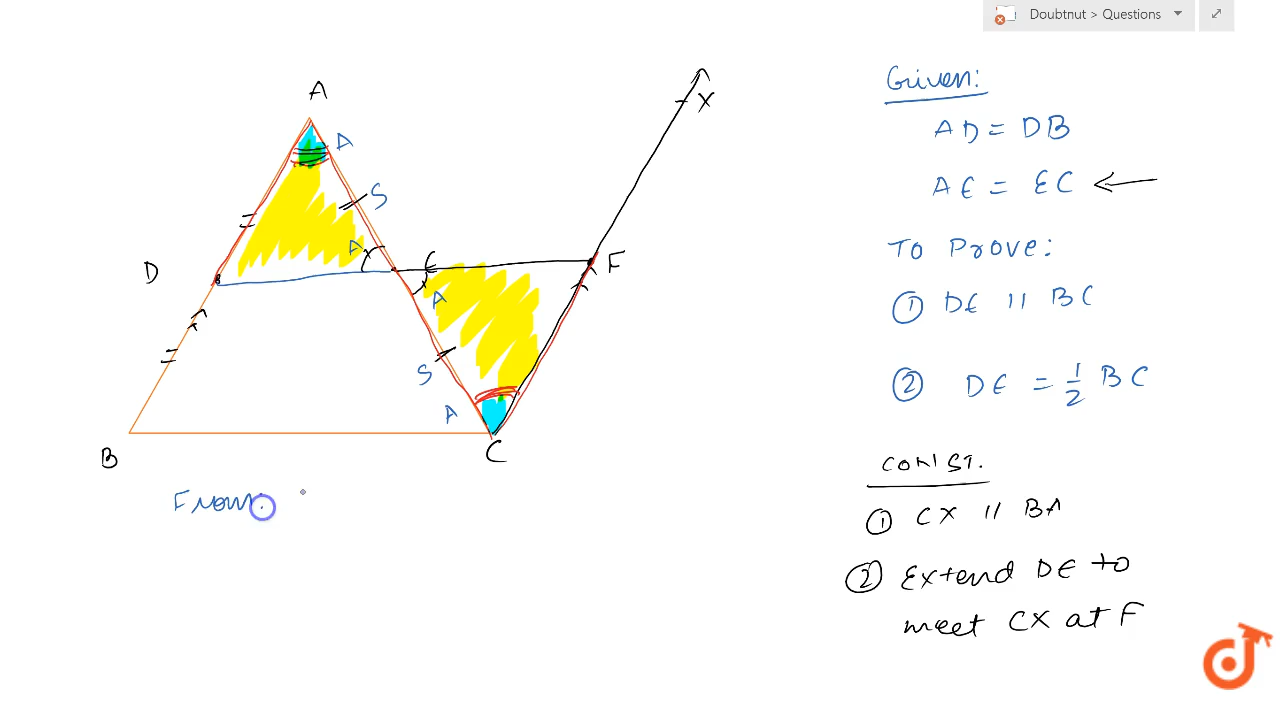 Doubtnut > Questions
A
X
A
S
A
D
E
F
A
S
A
B
C
From
Given:
AD = DB
AE = EC
To Prove:
① DE || BC
② DE = 1/2 BC
CONST.
① CX || BA
② Extend DE to
meet CX at F